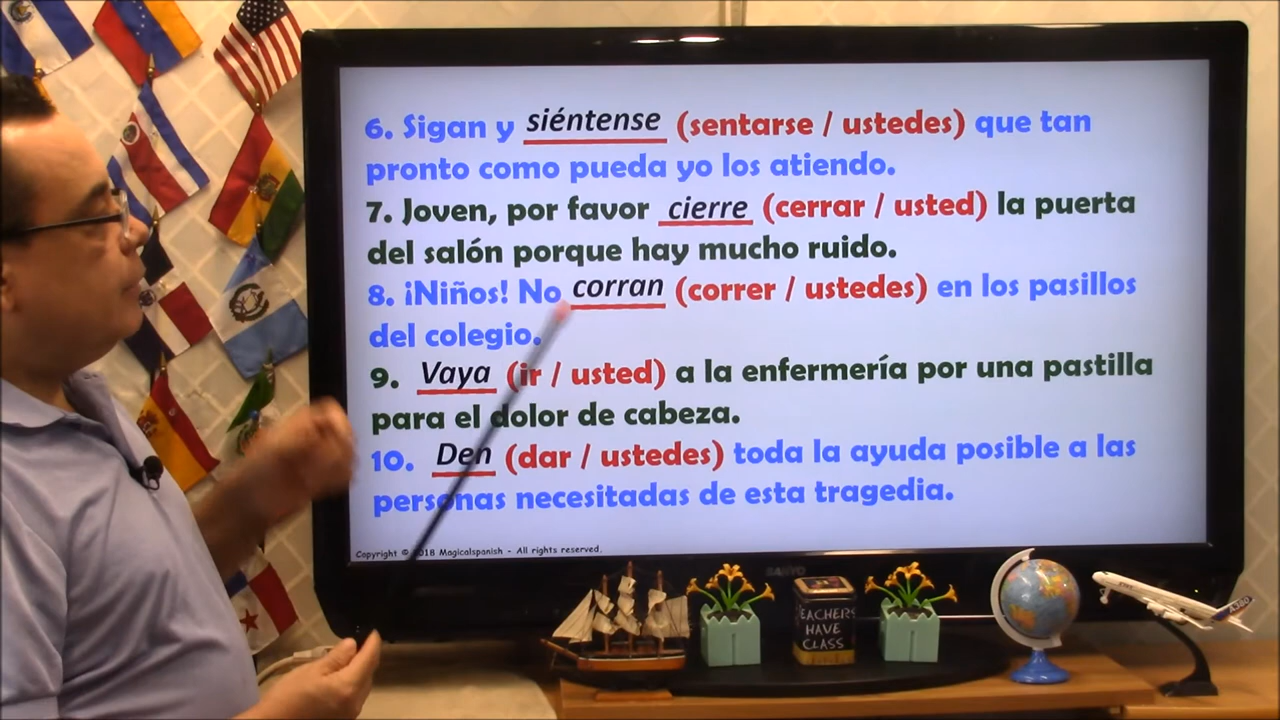 6. Sigan y siéntense (sentarse / ustedes) que tan
pronto como pueda yo los atiendo.
7. Joven, por favor cierre (cerrar / usted) la puerta
del salón porque hay mucho ruido.
8. ¡Niños! No corran (correr / ustedes) en los pasillos
del colegio.
9. Vaya (ir / usted) a la enfermería por una pastilla
para el dolor de cabeza.
10. Den (dar / ustedes) toda la ayuda posible a las
personas necesitadas de esta tragedia.
Copyright © 2018 Magicalspanish - All rights reserved.
SANYO
TEACHERS
HAVE
CLASS
A380